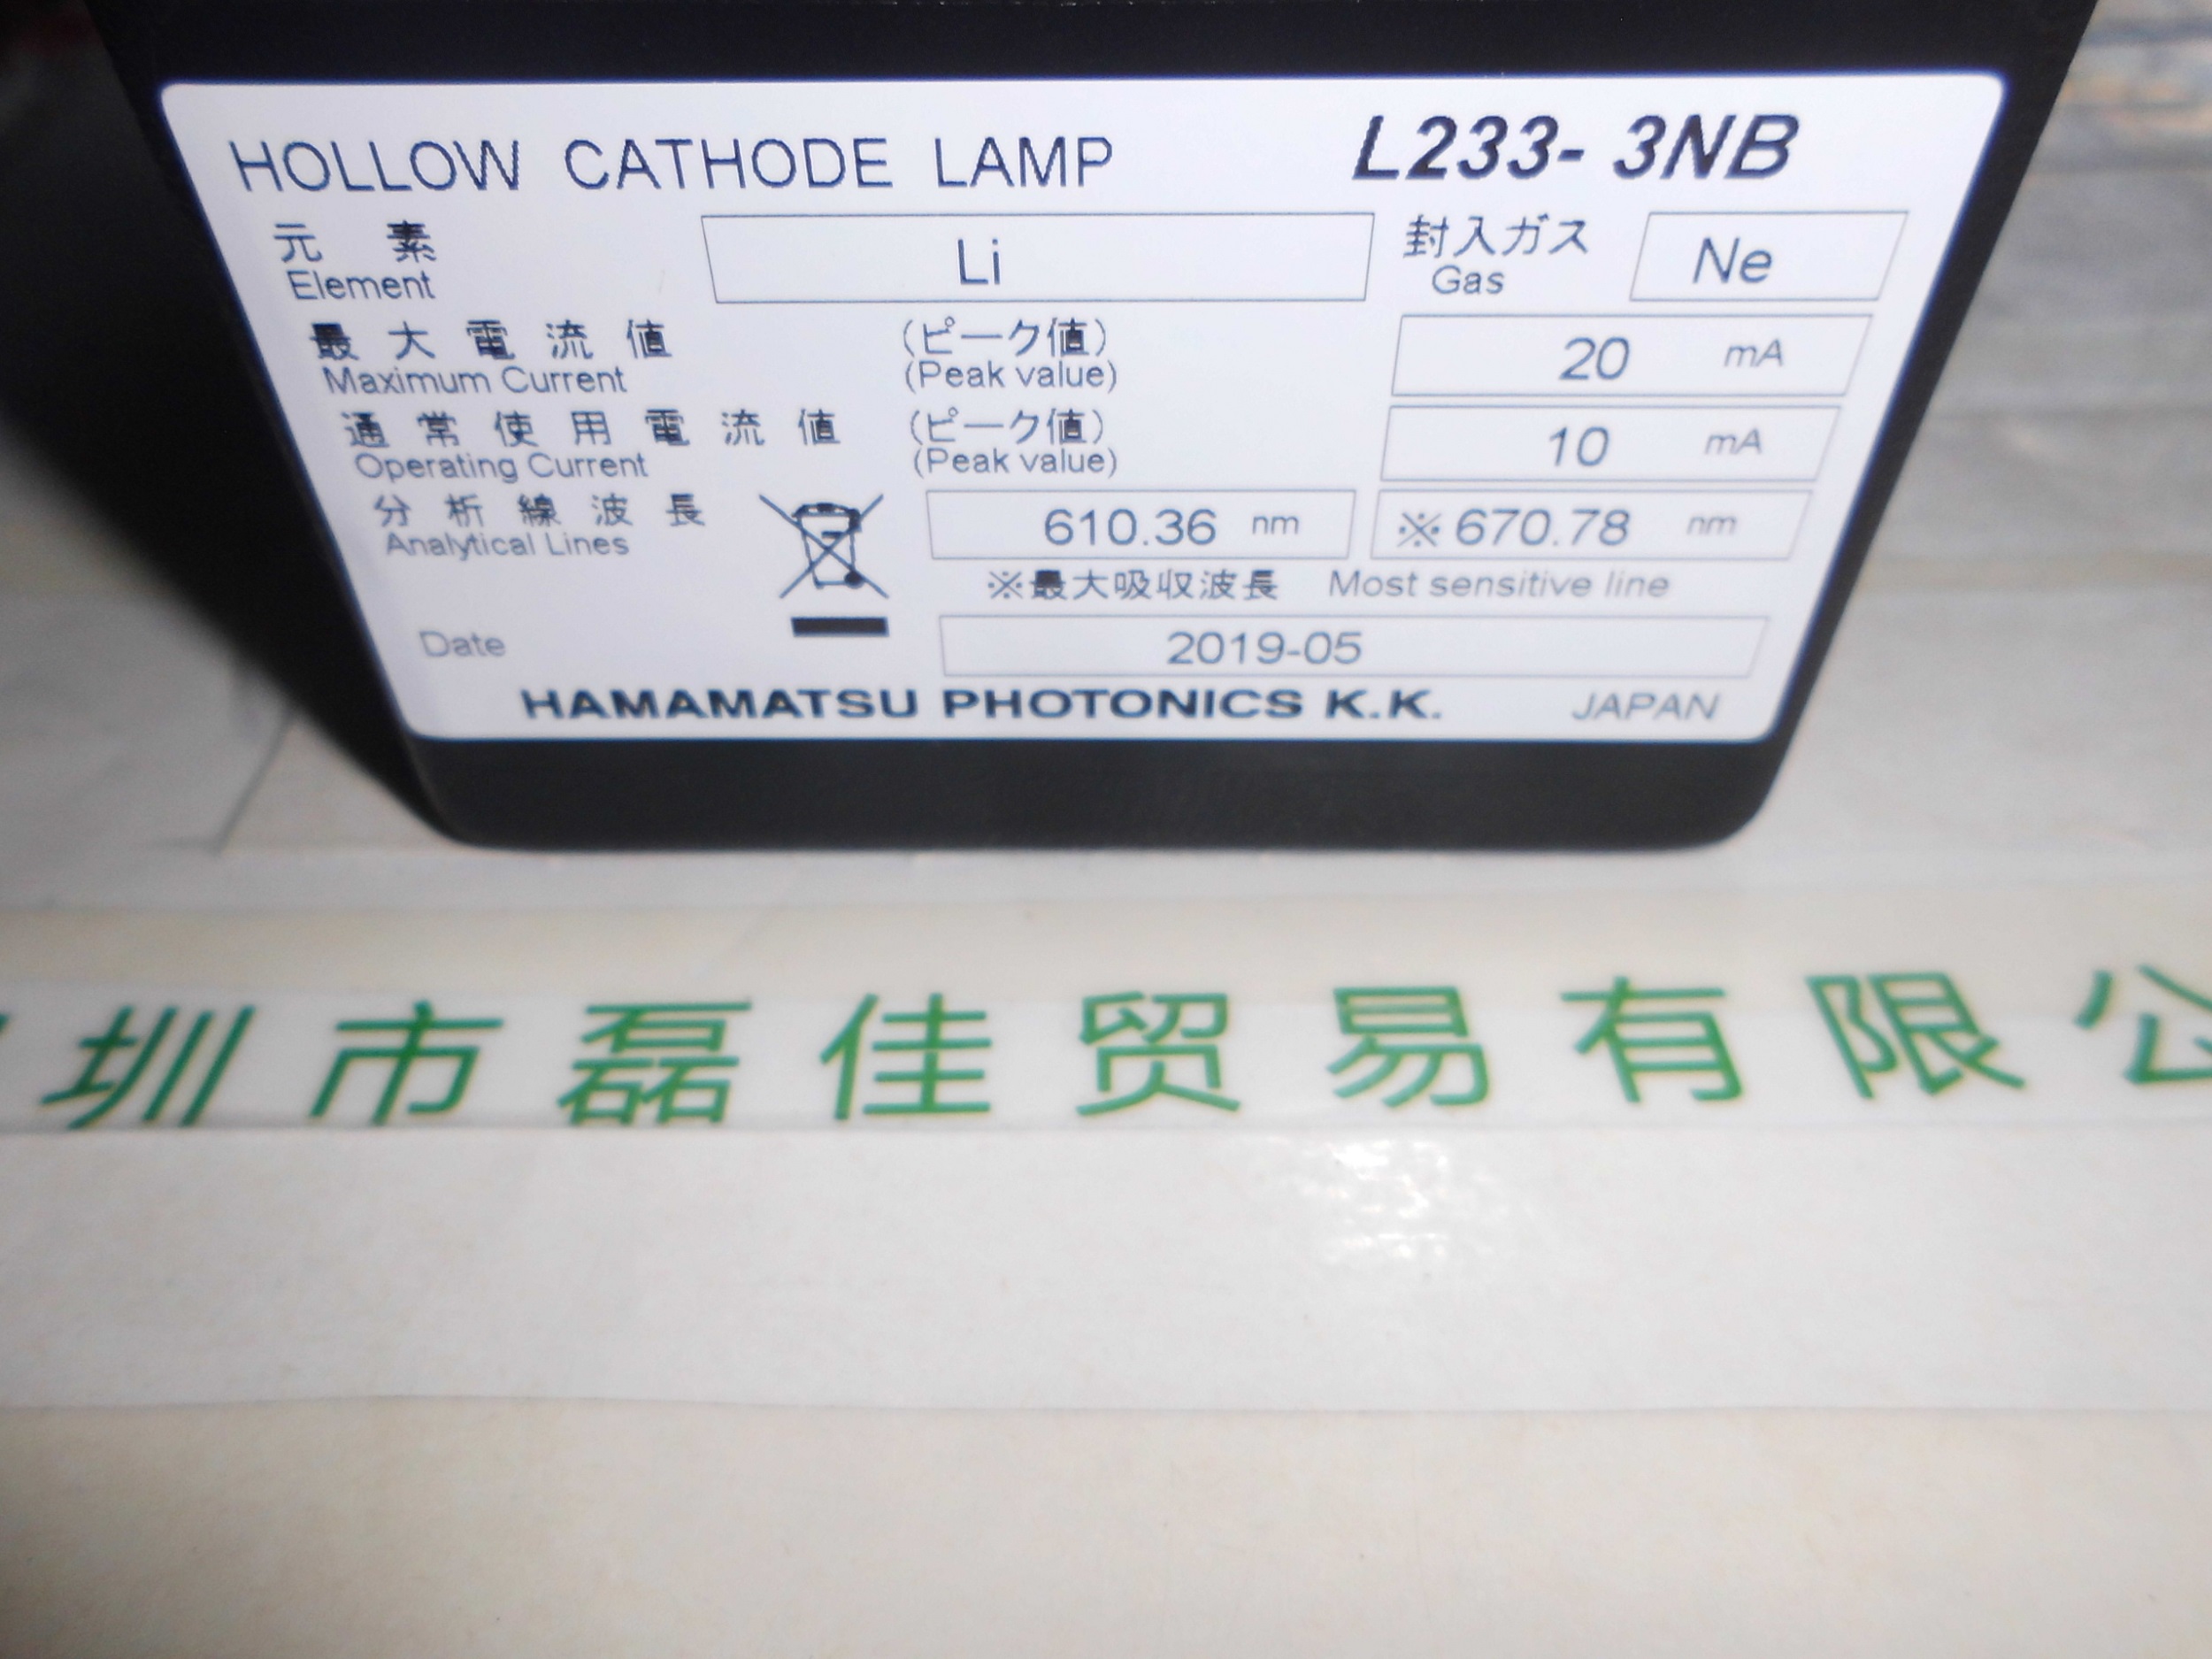 HOLLOW CATHODE LAMP L233- 3NB
元素 Li 封入ガス Ne
Element Gas
最大電流値 (ピーク値) 20 mA
Maximum Current (Peak value)
通常使用電流値 (ピーク値) 10 mA
Operating Current (Peak value)
分析線波長 610.36 nm ※670.78 nm
Analytical Lines
※最大吸収波長 Most sensitive line
Date 2019-05
HAMAMATSU PHOTONICS K.K. JAPAN
圳市磊佳贸易有限公